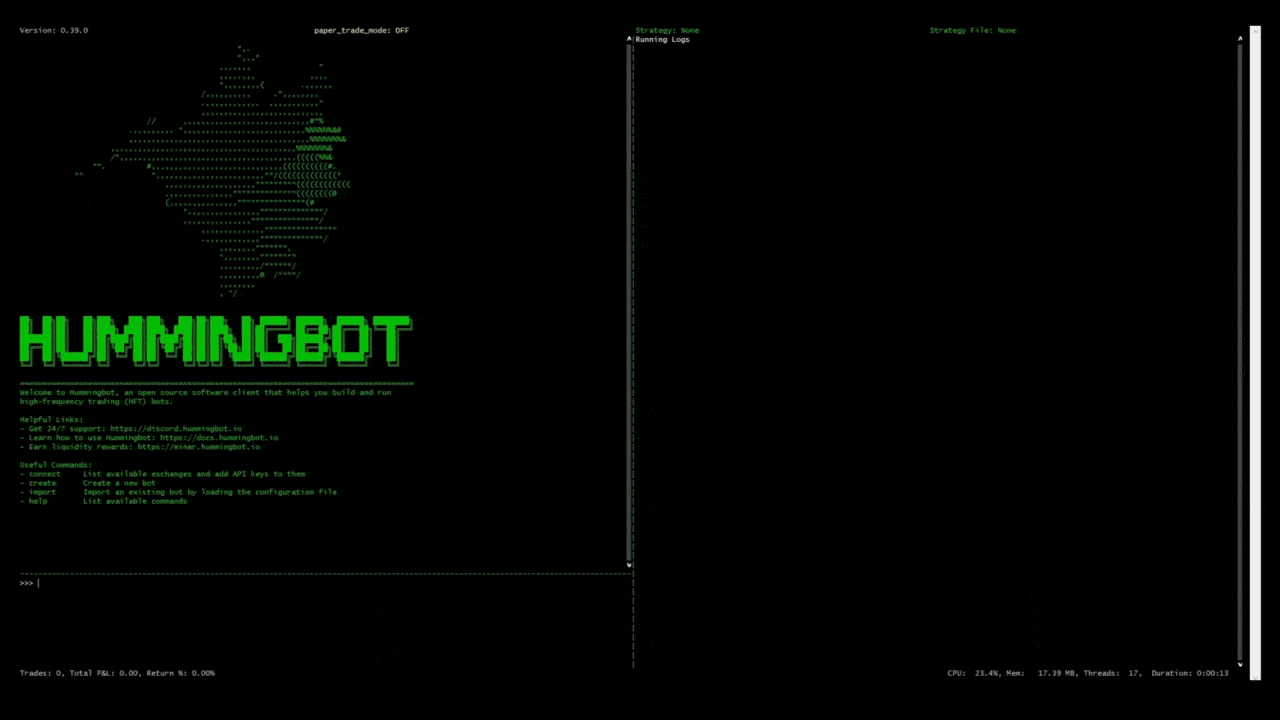 Version: 0.39.0
paper_trade_mode: OFF
Strategy: None
Strategy File: None
Running Logs
HUMMINGBOT
Welcome to Hummingbot, an open source software client that helps you build and run
high-frequency trading (HFT) bots.
Helpful Links:
- Get 24/7 support: https://discord.hummingbot.io
- Learn how to use Hummingbot: https://docs.hummingbot.io
- Earn liquidity rewards: https://miner.hummingbot.io
Useful Commands:
- connect List available exchanges and add API keys to them
- create Create a new bot
- import Import an existing bot by loading the configuration file
- help List available commands
>>>
Trades: 0, Total P&L: 0.00, Return %: 0.00%
CPU: 23.4%, Mem: 17.39 MB, Threads: 17, Duration: 0:00:13